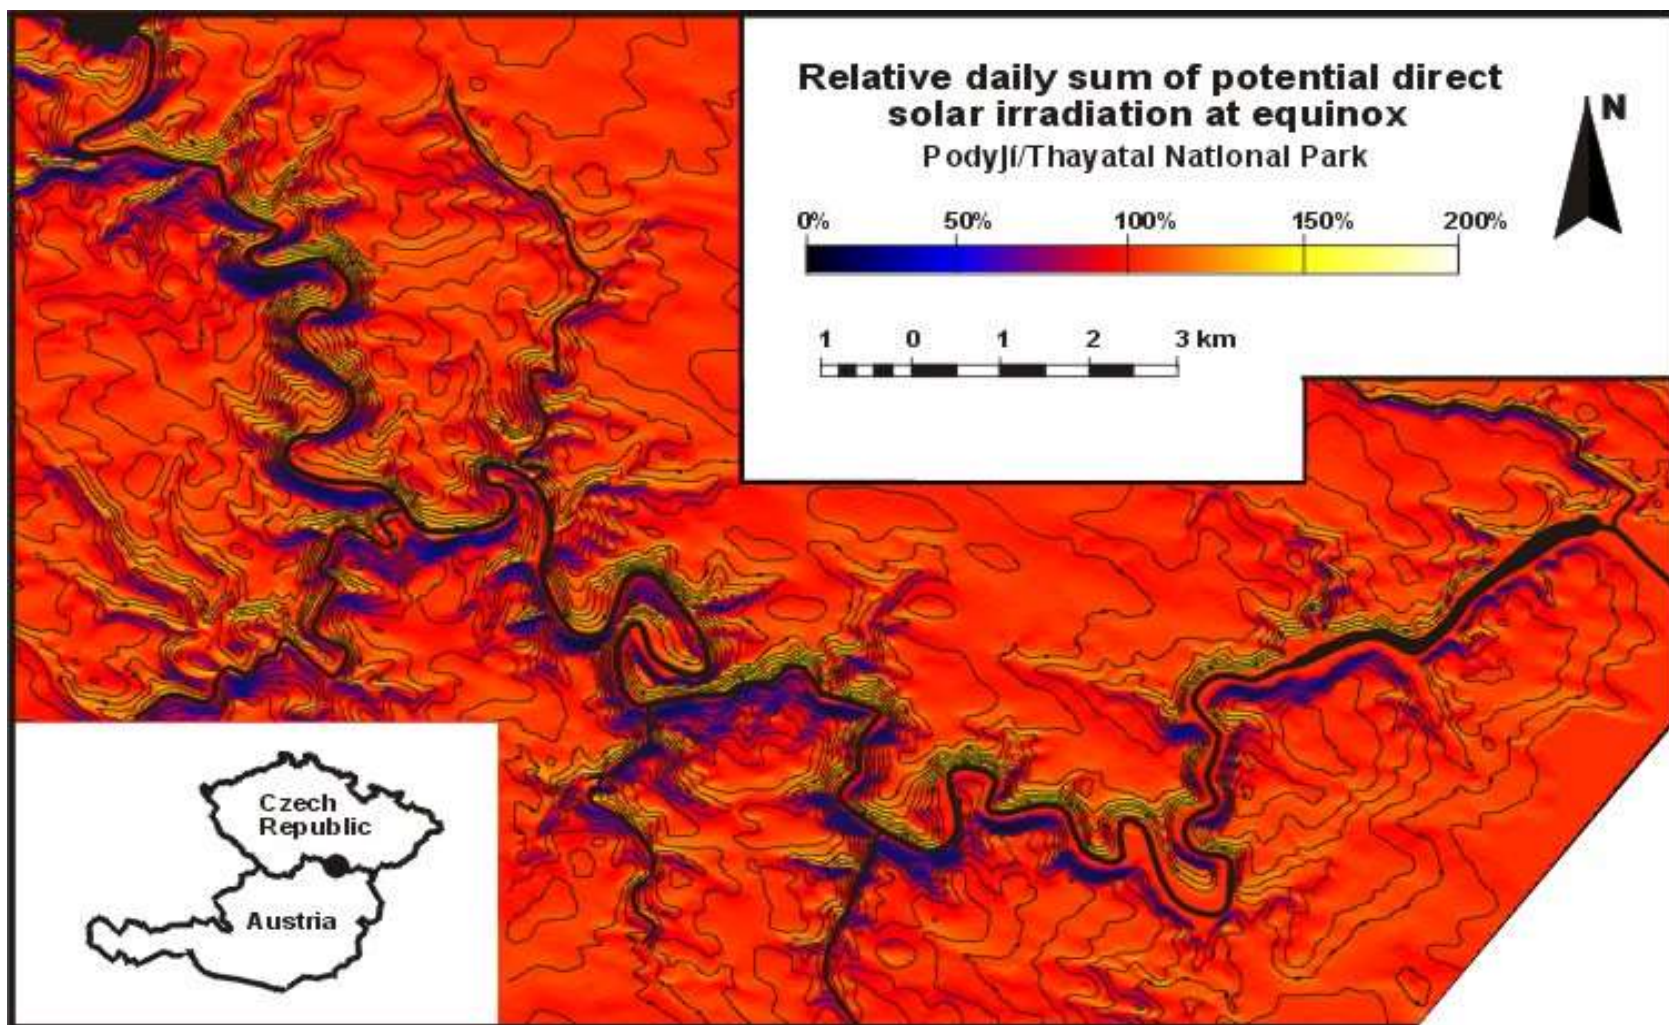 Relative daily sum of potential direct
solar irradiation at equinox
Podyjí/Thayatal National Park
N
0% 50% 100% 150% 200%
1 0 1 2 3 km
Czech
Republic
Austria